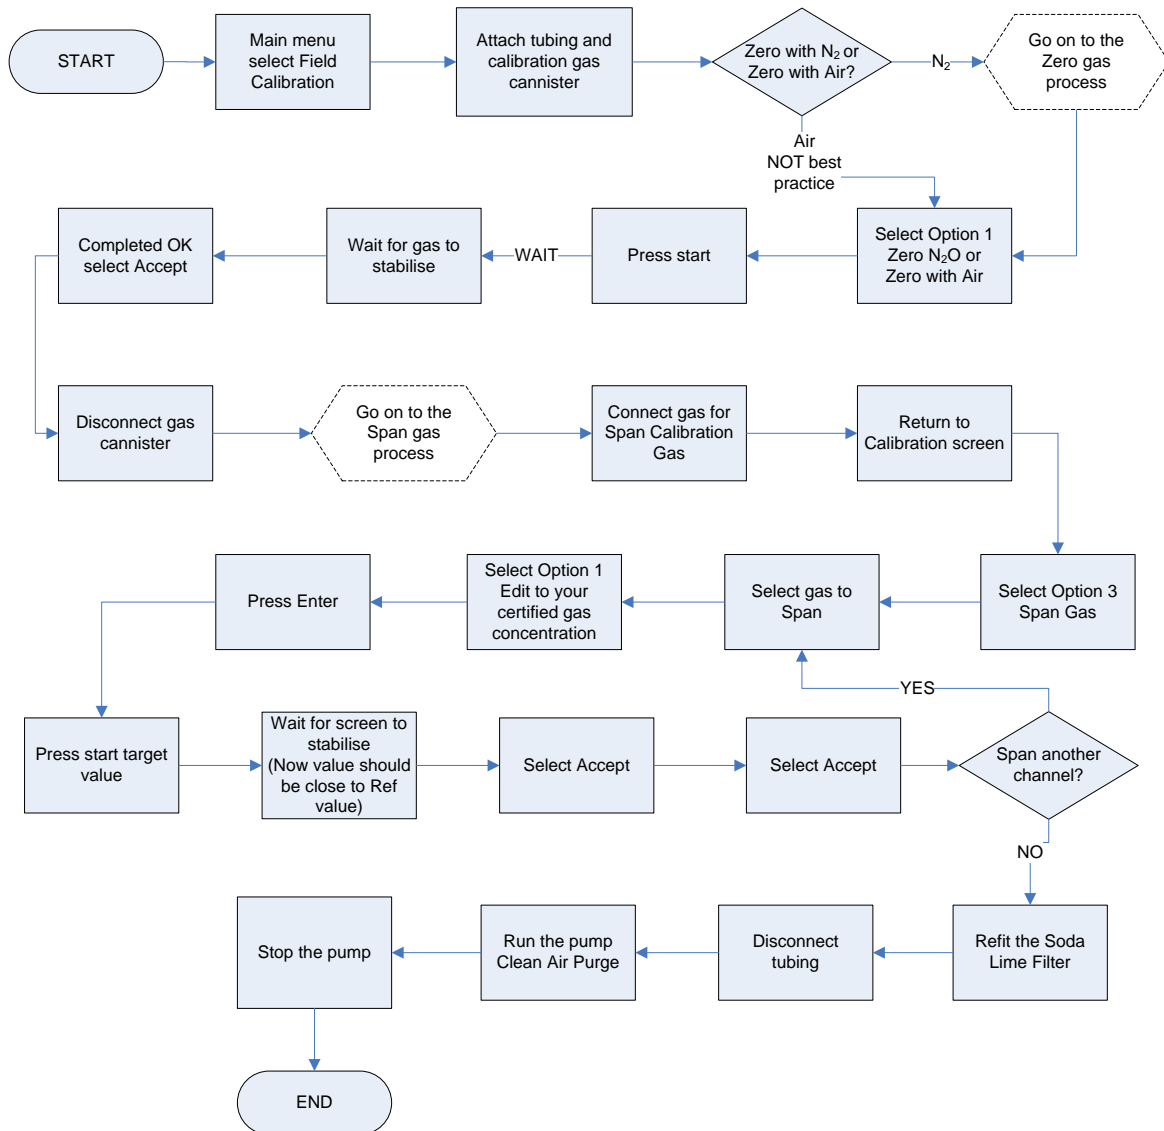 START
Main menu
select Field
Calibration
Attach tubing and
calibration gas
cannister
Zero with N₂ or
Zero with Air?
N₂
Go on to the
Zero gas
process
Air
NOT best
practice
Completed OK
select Accept
Wait for gas to
stabilise
WAIT
Press start
Select Option 1
Zero N₂O or
Zero with Air
Disconnect gas
cannister
Go on to the
Span gas
process
Connect gas for
Span Calibration
Gas
Return to
Calibration screen
Press Enter
Select Option 1
Edit to your
certified gas
concentration
Select gas to
Span
Select Option 3
Span Gas
YES
Press start target
value
Wait for screen to
stabilise
(Now value should
be close to Ref
value)
Select Accept
Select Accept
Span another
channel?
NO
Stop the pump
Run the pump
Clean Air Purge
Disconnect
tubing
Refit the Soda
Lime Filter
END